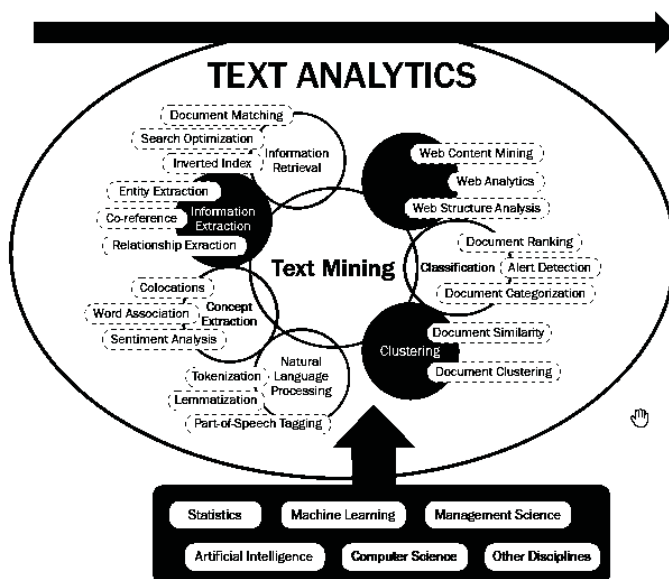 TEXT ANALYTICS
Document Matching
Search Optimization
Inverted Index
Information
Retrieval
Entity Extraction
Co-reference
Relationship Exraction
Information
Extraction
Web Content Mining
Web Analytics
Web Structure Analysis
Text Mining
Document Ranking
Classification
Alert Detection
Document Categorization
Colocations
Word Association
Sentiment Analysis
Concept
Extraction
Document Similarity
Clustering
Document Clustering
Tokenization
Lemmatization
Part-of-Speech Tagging
Natural
Language
Processing
Statistics
Machine Learning
Management Science
Artificial Intelligence
Computer Science
Other Disciplines